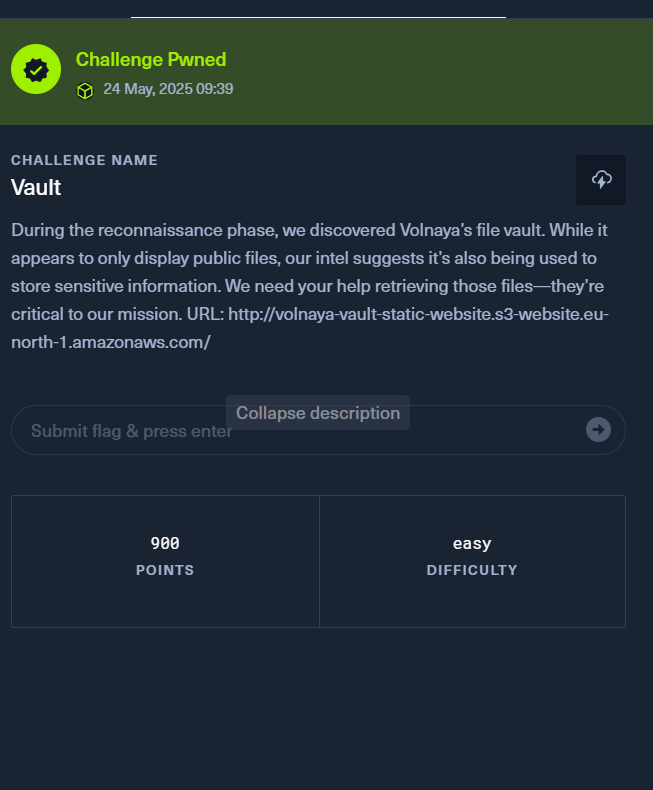 Challenge Pwned
24 May, 2025 09:39
CHALLENGE NAME
Vault
During the reconnaissance phase, we discovered Volnaya's file vault. While it
appears to only display public files, our intel suggests it's also being used to
store sensitive information. We need your help retrieving those files—they're
critical to our mission. URL: http://volnaya-vault-static-website.s3-website.eu-
north-1.amazonaws.com/
Collapse description
Submit flag & press enter
900
POINTS
easy
DIFFICULTY